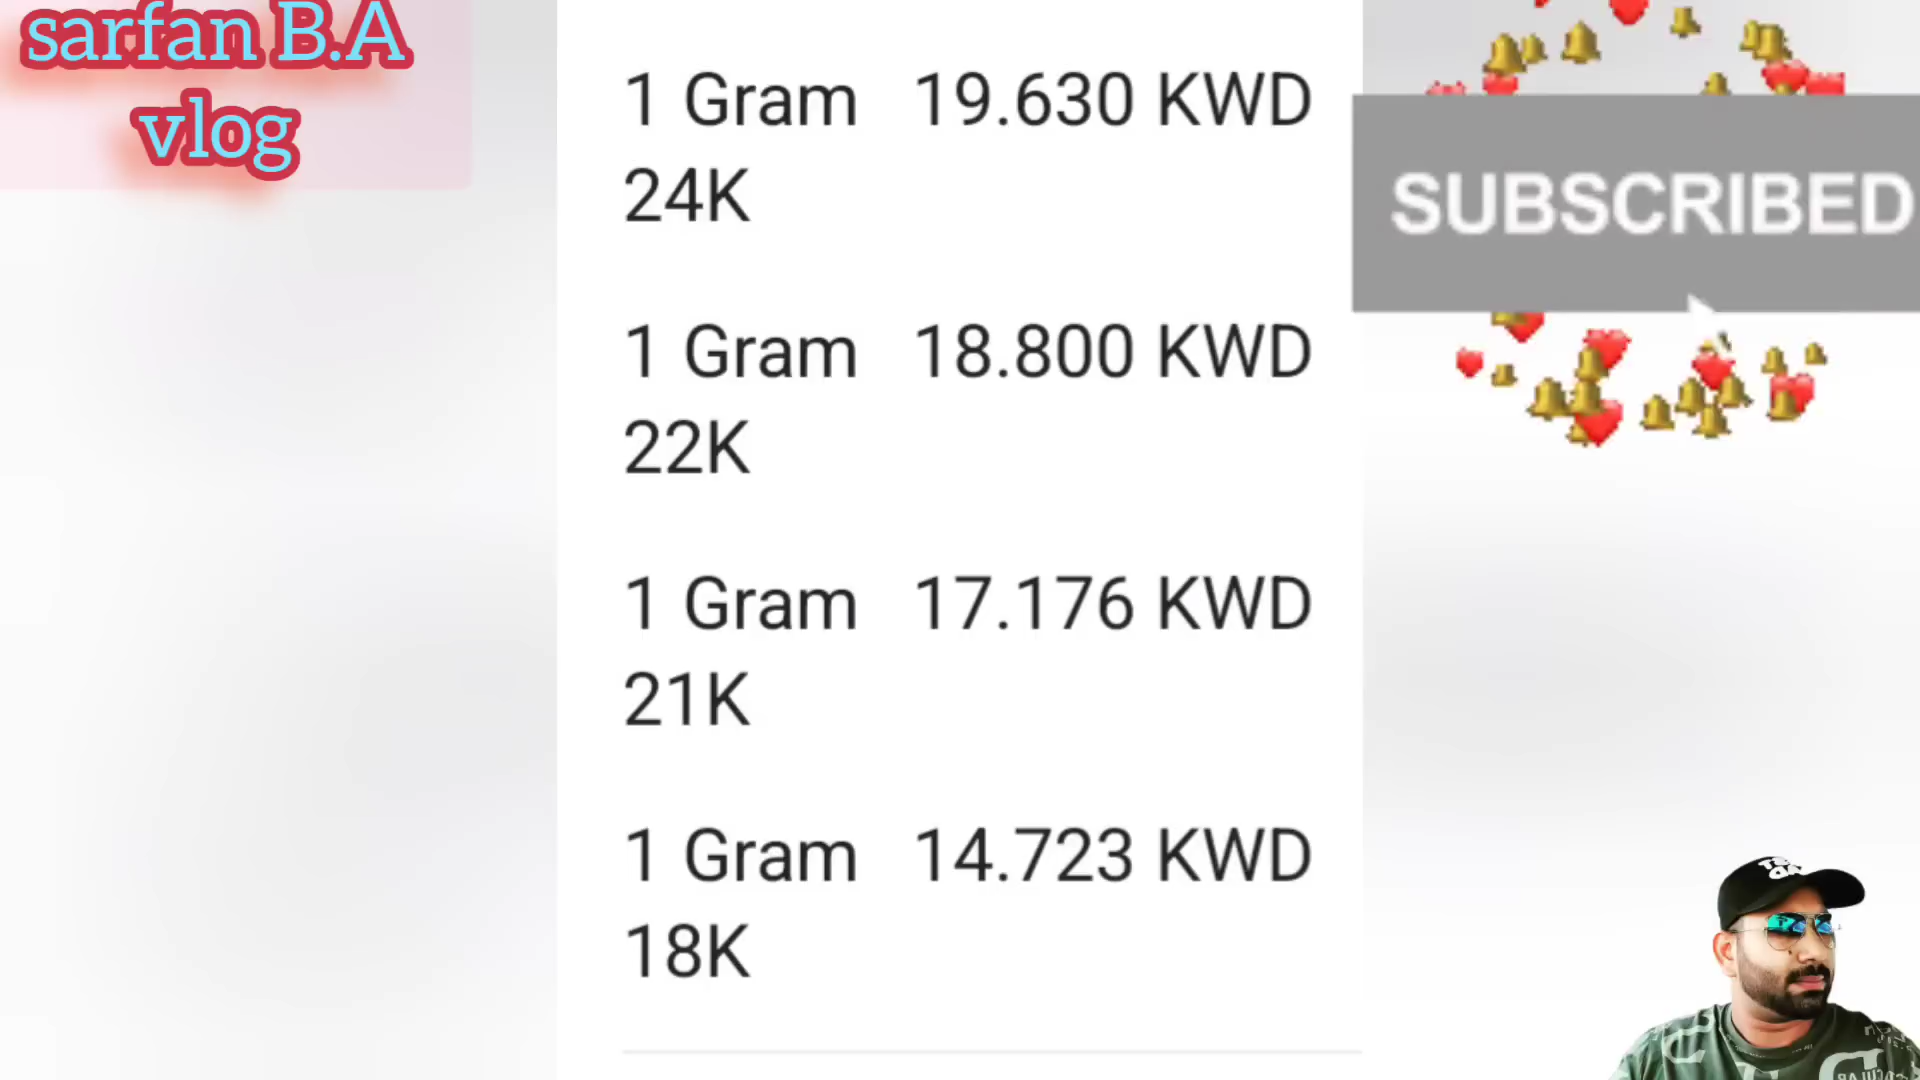 sarfan B.A
vlog
1 Gram 19.630 KWD
24K
1 Gram 18.800 KWD
22K
1 Gram 17.176 KWD
21K
1 Gram 14.723 KWD
18K
SUBSCRIBED